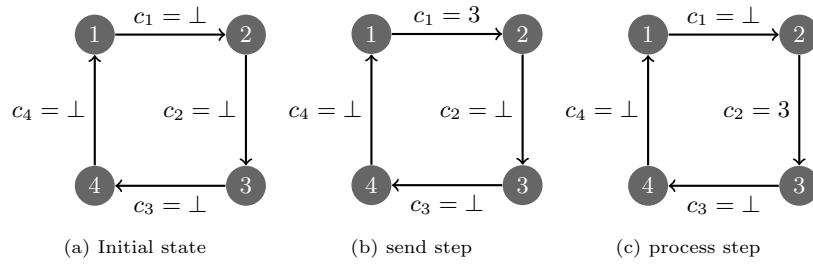 c₁ = ⊥
1
2
c₄ = ⊥
c₂ = ⊥
4
3
c₃ = ⊥
(a) Initial state
c₁ = 3
1
2
c₄ = ⊥
c₂ = ⊥
4
3
c₃ = ⊥
(b) send step
c₁ = ⊥
1
2
c₄ = ⊥
c₂ = 3
4
3
c₃ = ⊥
(c) process step